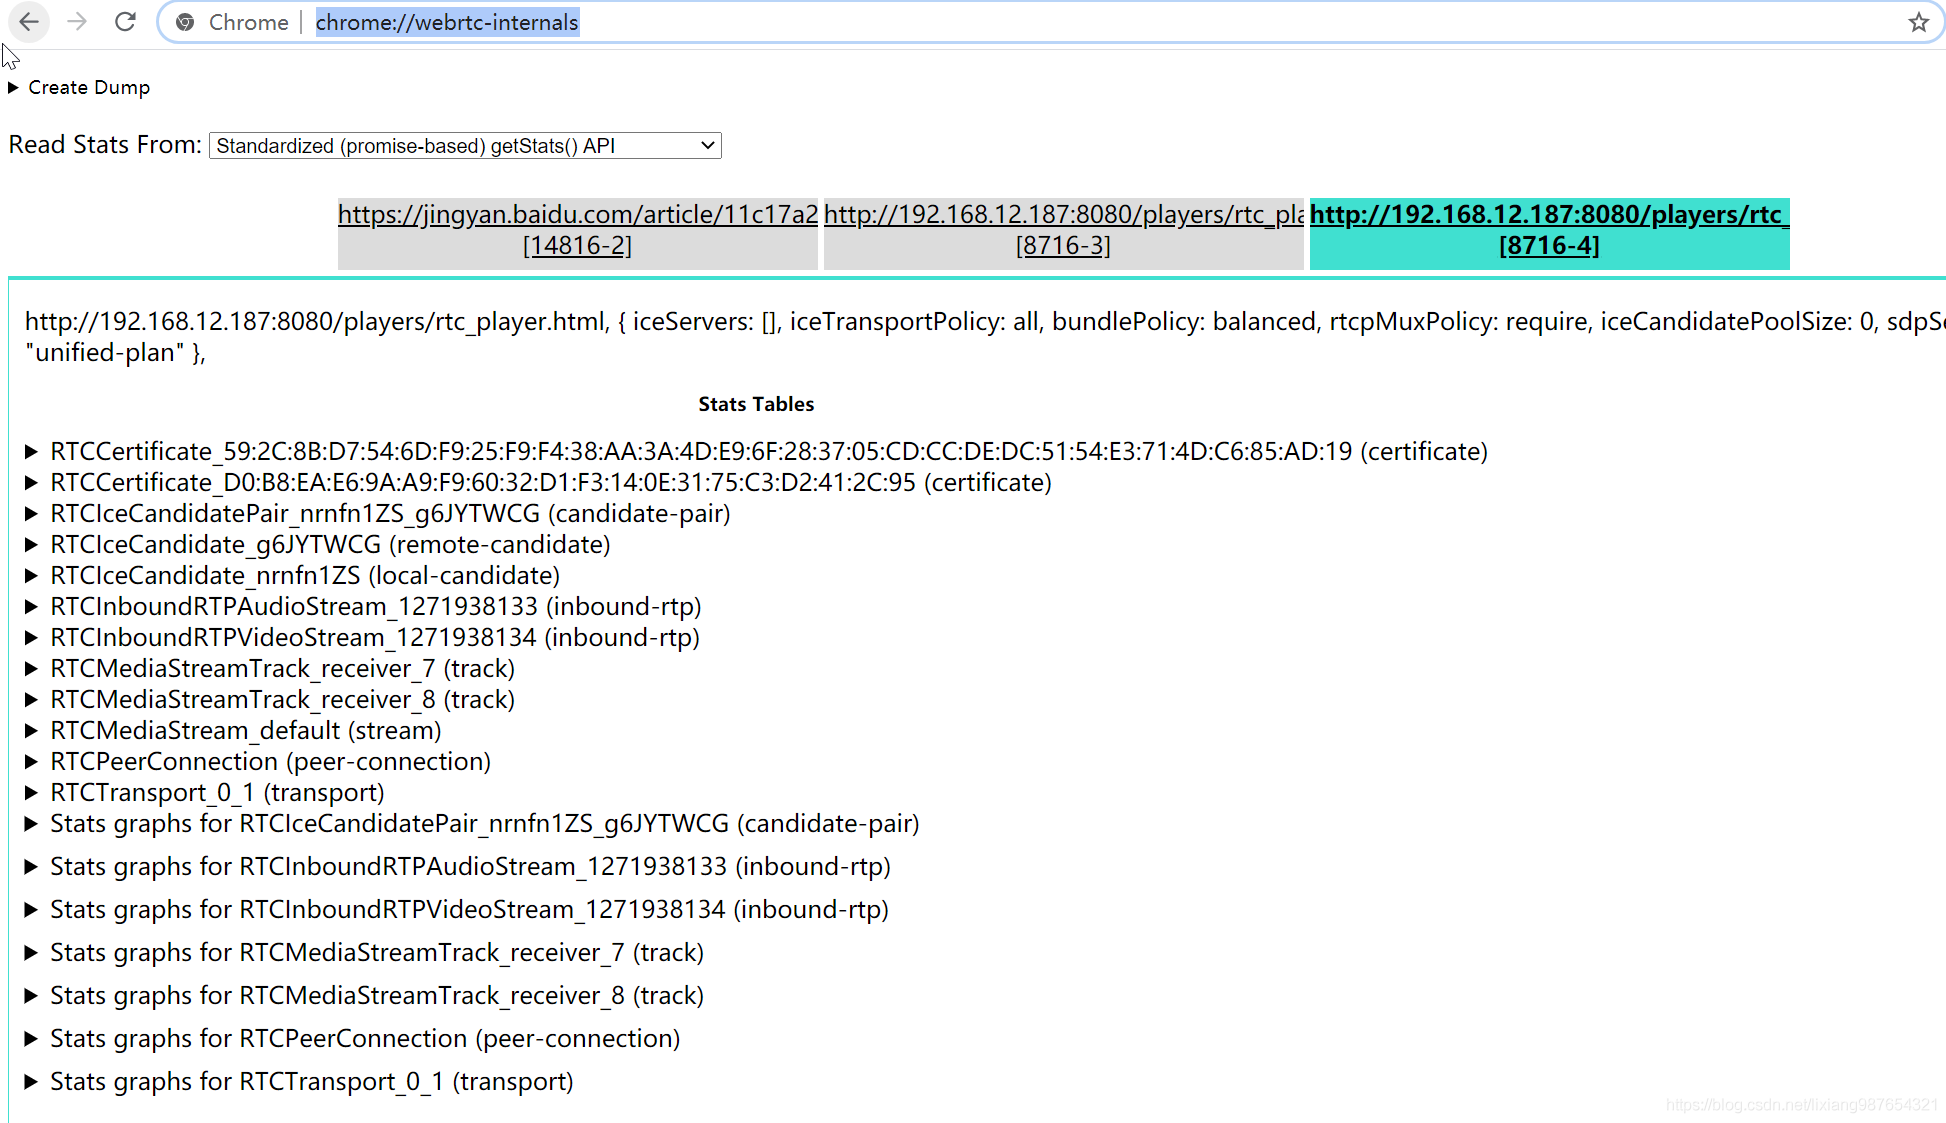 Chrome | chrome://webrtc-internals
Create Dump
Read Stats From: Standardized (promise-based) getStats() API
https://jingyan.baidu.com/article/11c17a2
[14816-2]
http://192.168.12.187:8080/players/rtc_pla
[8716-3]
http://192.168.12.187:8080/players/rtc_
[8716-4]
http://192.168.12.187:8080/players/rtc_player.html, { iceServers: [], iceTransportPolicy: all, bundlePolicy: balanced, rtcpMuxPolicy: require, iceCandidatePoolSize: 0, sdpSe
"unified-plan" },
Stats Tables
RTCCertificate_59:2C:8B:D7:54:6D:F9:25:F9:F4:38:AA:3A:4D:E9:6F:28:37:05:CD:CC:DE:DC:51:54:E3:71:4D:C6:85:AD:19 (certificate)
RTCCertificate_D0:B8:EA:E6:9A:A9:F9:60:32:D1:F3:14:0E:31:75:C3:D2:41:2C:95 (certificate)
RTCIceCandidatePair_nrnfn1ZS_g6JYTWCG (candidate-pair)
RTCIceCandidate_g6JYTWCG (remote-candidate)
RTCIceCandidate_nrnfn1ZS (local-candidate)
RTCInboundRTPAudioStream_1271938133 (inbound-rtp)
RTCInboundRTPVideoStream_1271938134 (inbound-rtp)
RTCMediaStreamTrack_receiver_7 (track)
RTCMediaStreamTrack_receiver_8 (track)
RTCMediaStream_default (stream)
RTCPeerConnection (peer-connection)
RTCTransport_0_1 (transport)
Stats graphs for RTCIceCandidatePair_nrnfn1ZS_g6JYTWCG (candidate-pair)
Stats graphs for RTCInboundRTPAudioStream_1271938133 (inbound-rtp)
Stats graphs for RTCInboundRTPVideoStream_1271938134 (inbound-rtp)
Stats graphs for RTCMediaStreamTrack_receiver_7 (track)
Stats graphs for RTCMediaStreamTrack_receiver_8 (track)
Stats graphs for RTCPeerConnection (peer-connection)
Stats graphs for RTCTransport_0_1 (transport)
https://blog.csdn.net/lixiang987654321